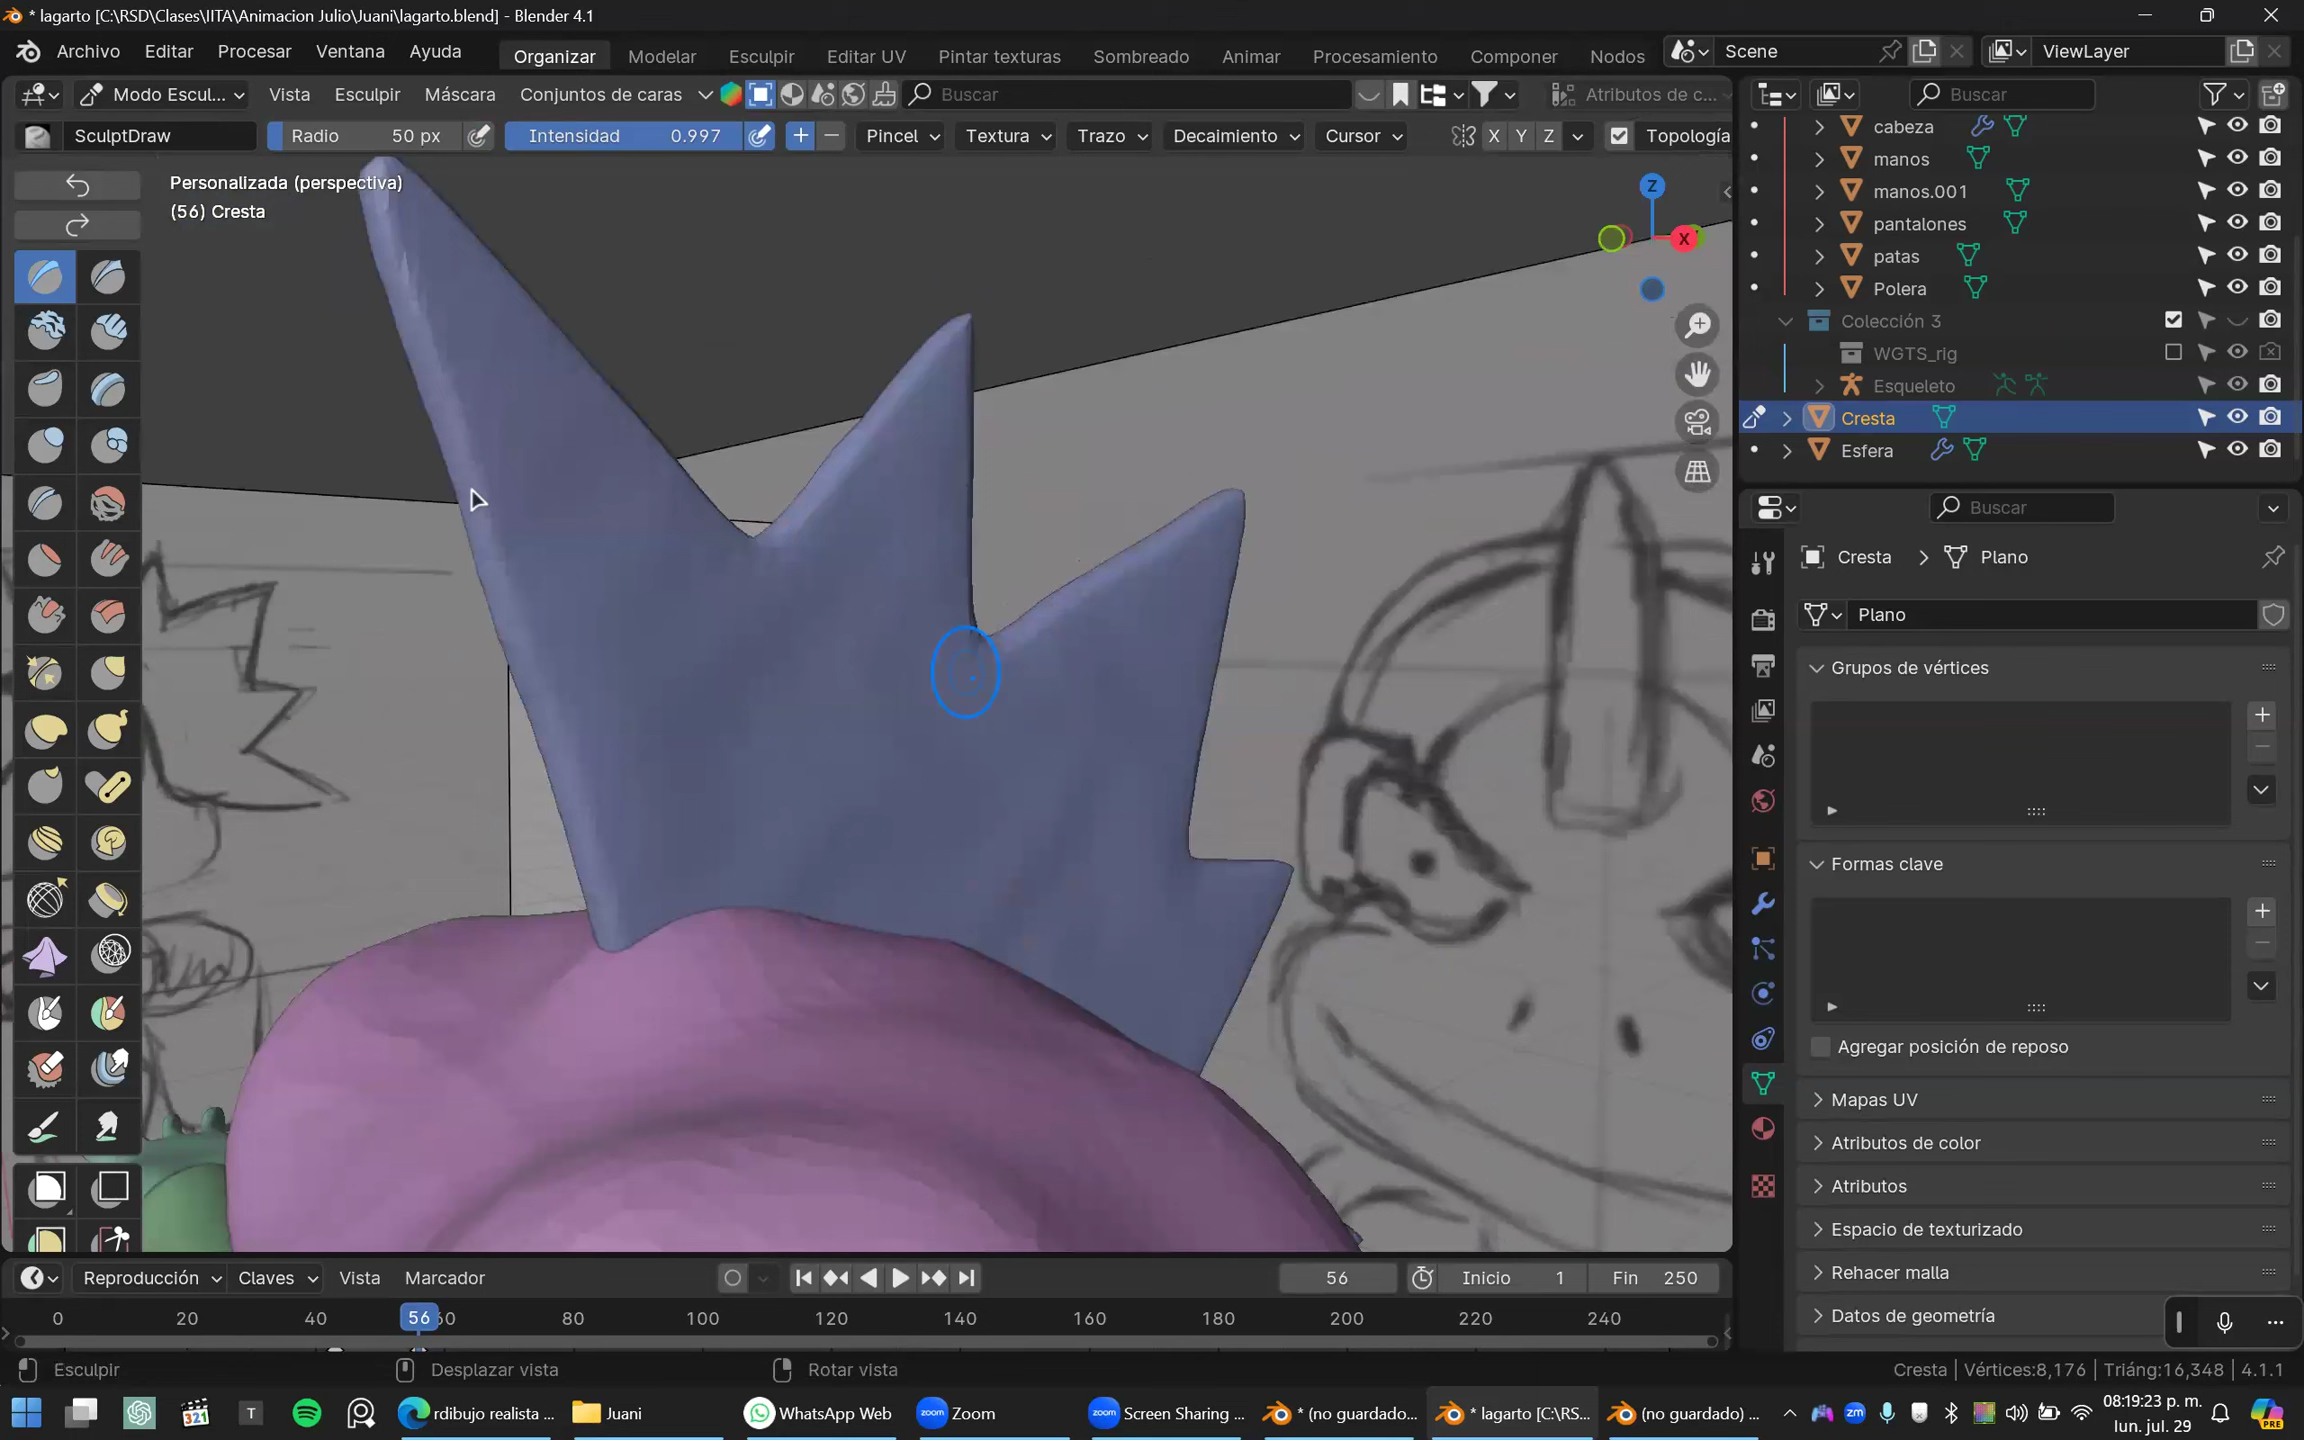 * lagarto [C:\RSD\Clases\IITA\Animacion Julio\Juani\lagarto.blend] - Blender 4.1
Archivo Editar Procesar Ventana Ayuda Organizar Modelar Esculpir Editar UV Pintar texturas Sombreado Animar Procesamiento Componer Nodos Scene ViewLayer
Modo Escul... Vista Esculpir Máscara Conjuntos de caras Buscar Atributos de c... Buscar
SculptDraw Radio 50 px Intensidad 0.997 Pincel Textura Trazo Decaimiento Cursor X Y Z Topología
Personalizada (perspectiva)
(56) Cresta
Z
X
cabeza
manos
manos.001
pantalones
patas
Polera
Colección 3
WGTS_rig
Esqueleto
Cresta
Esfera
Buscar
Cresta Plano
Plano
Grupos de vértices
Formas clave
Agregar posición de reposo
Mapas UV
Atributos de color
Atributos
Espacio de texturizado
Rehacer malla
Datos de geometría
Reproducción Claves Vista Marcador 56 Inicio 1 Fin 250
0 20 40 56 60 80 100 120 140 160 180 200 220 240
Esculpir Desplazar vista Rotar vista Cresta | Vértices:8,176 | Triáng:16,348 | 4.1.1
rdibujo realista ... Juani WhatsApp Web Zoom Screen Sharing ... * (no guardado... * lagarto [C:\RS... (no guardado) ...
08:19:23 p. m.
lun. jul. 29